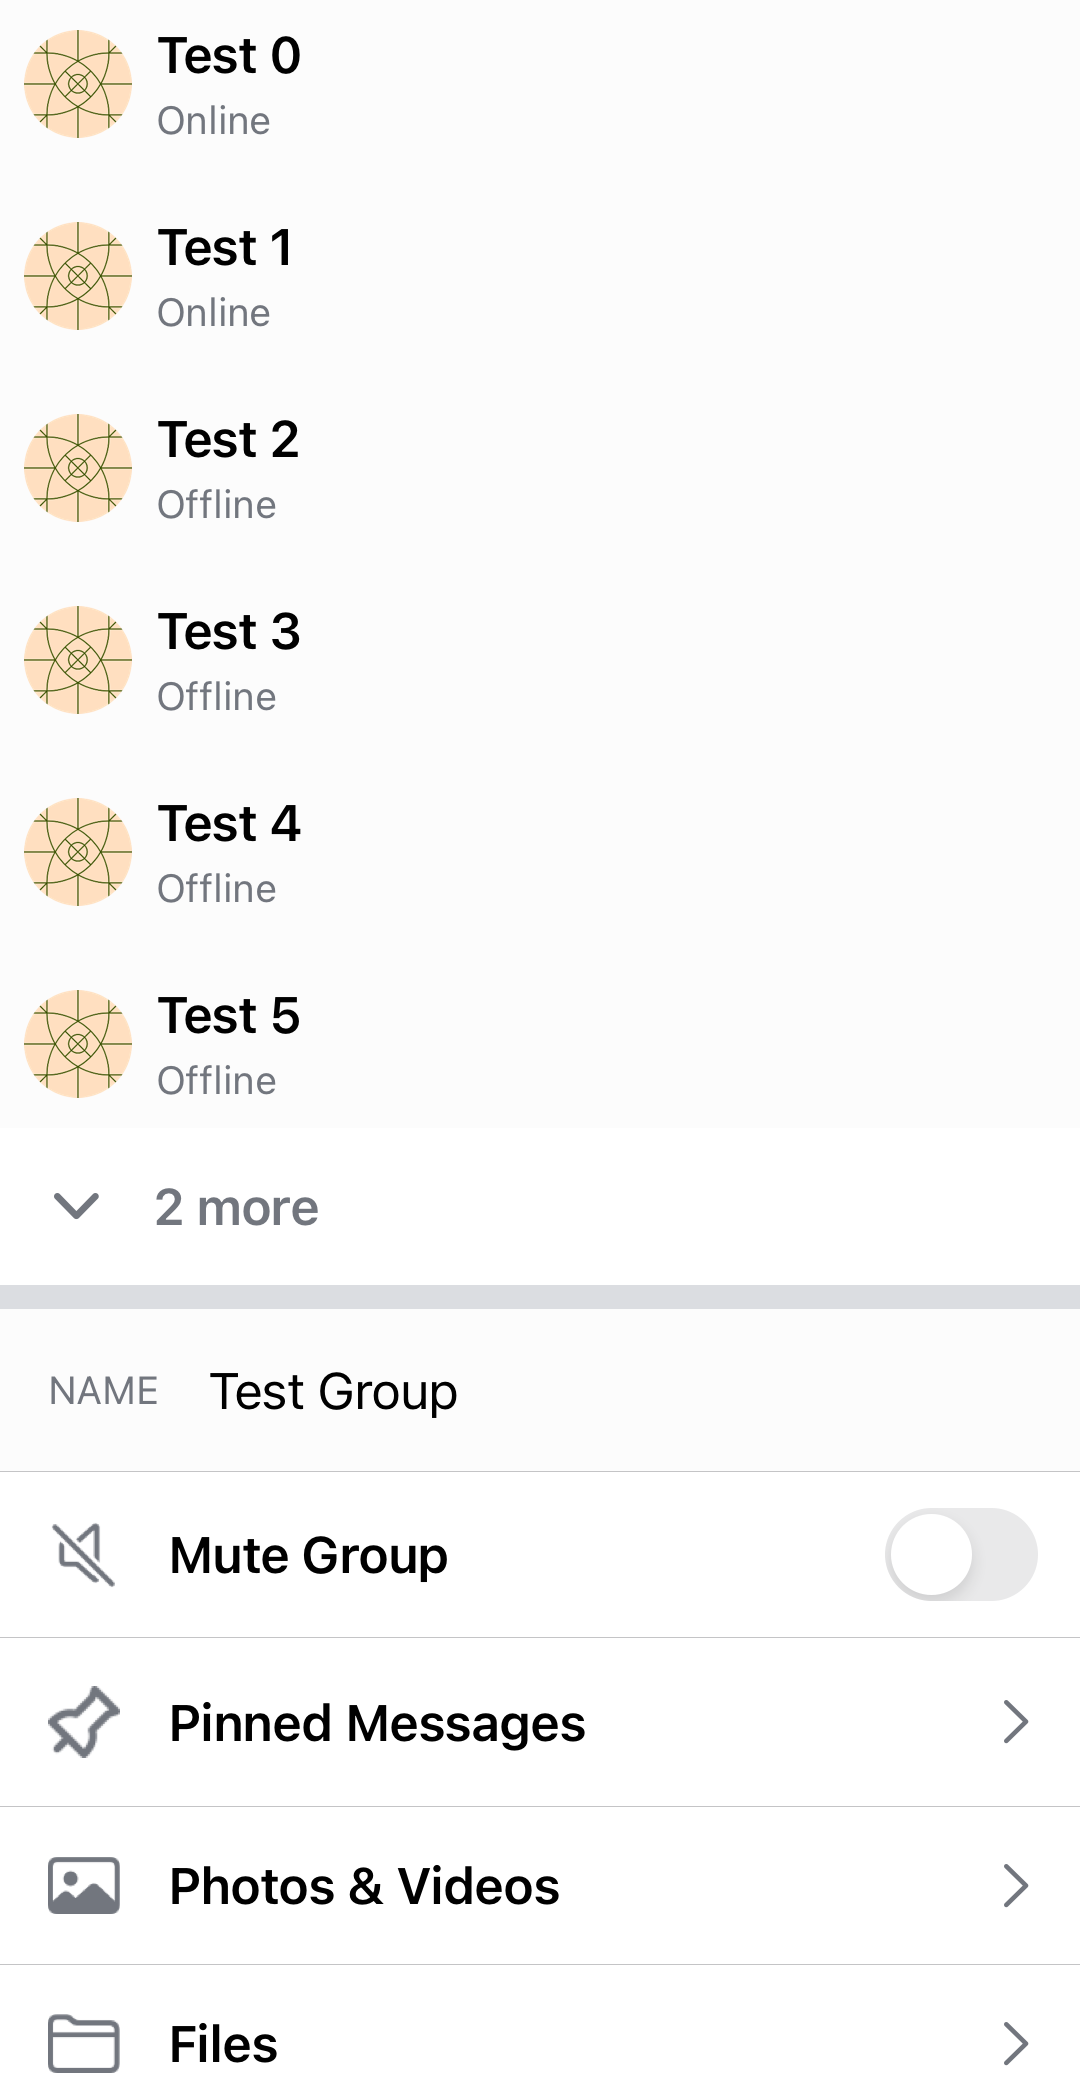 Test 0
Online
Test 1
Online
Test 2
Offline
Test 3
Offline
Test 4
Offline
Test 5
Offline
2 more
NAME Test Group
Mute Group
Pinned Messages
Photos & Videos
Files